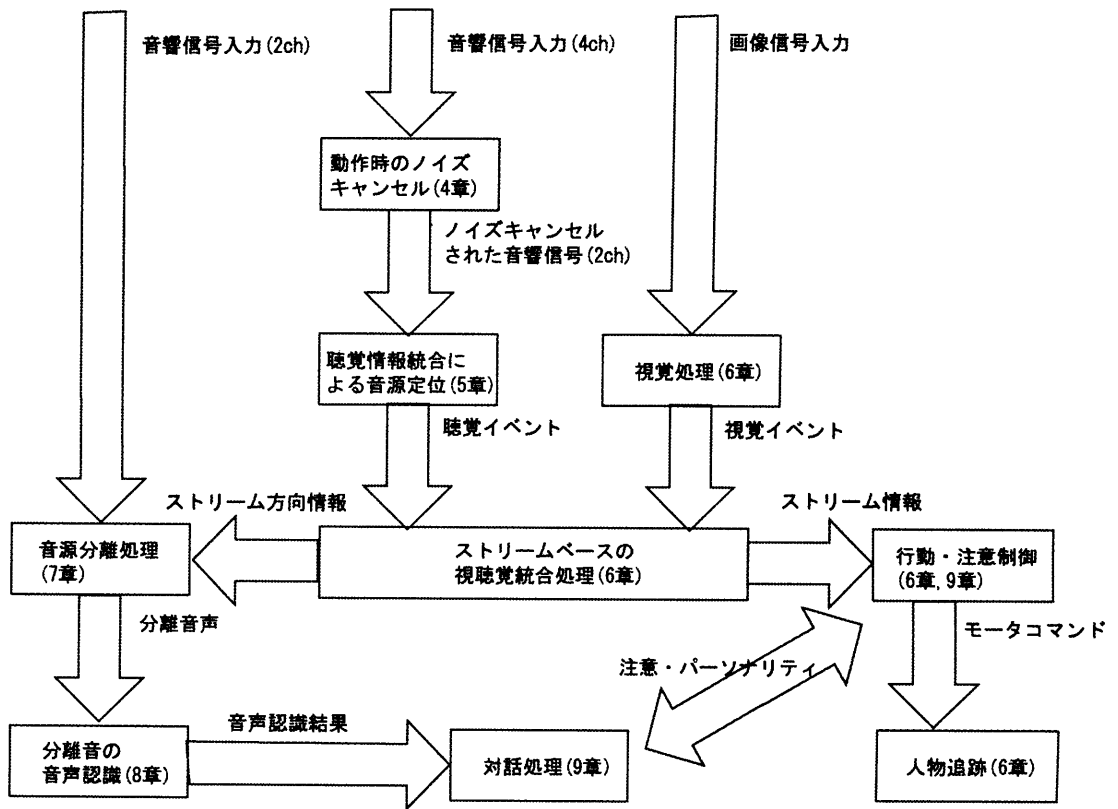 音響信号入力(2ch)
音響信号入力(4ch)
画像信号入力
動作時のノイズ
キャンセル(4章)
ノイズキャンセル
された音響信号(2ch)
聴覚情報統合に
よる音源定位(5章)
視覚処理(6章)
聴覚イベント
視覚イベント
ストリーム方向情報
ストリーム情報
音源分離処理
(7章)
ストリームベースの
視聴覚統合処理(6章)
行動・注意制御
(6章,9章)
分離音声
モータコマンド
注意・パーソナリティ
音声認識結果
分離音の
音声認識(8章)
対話処理(9章)
人物追跡(6章)